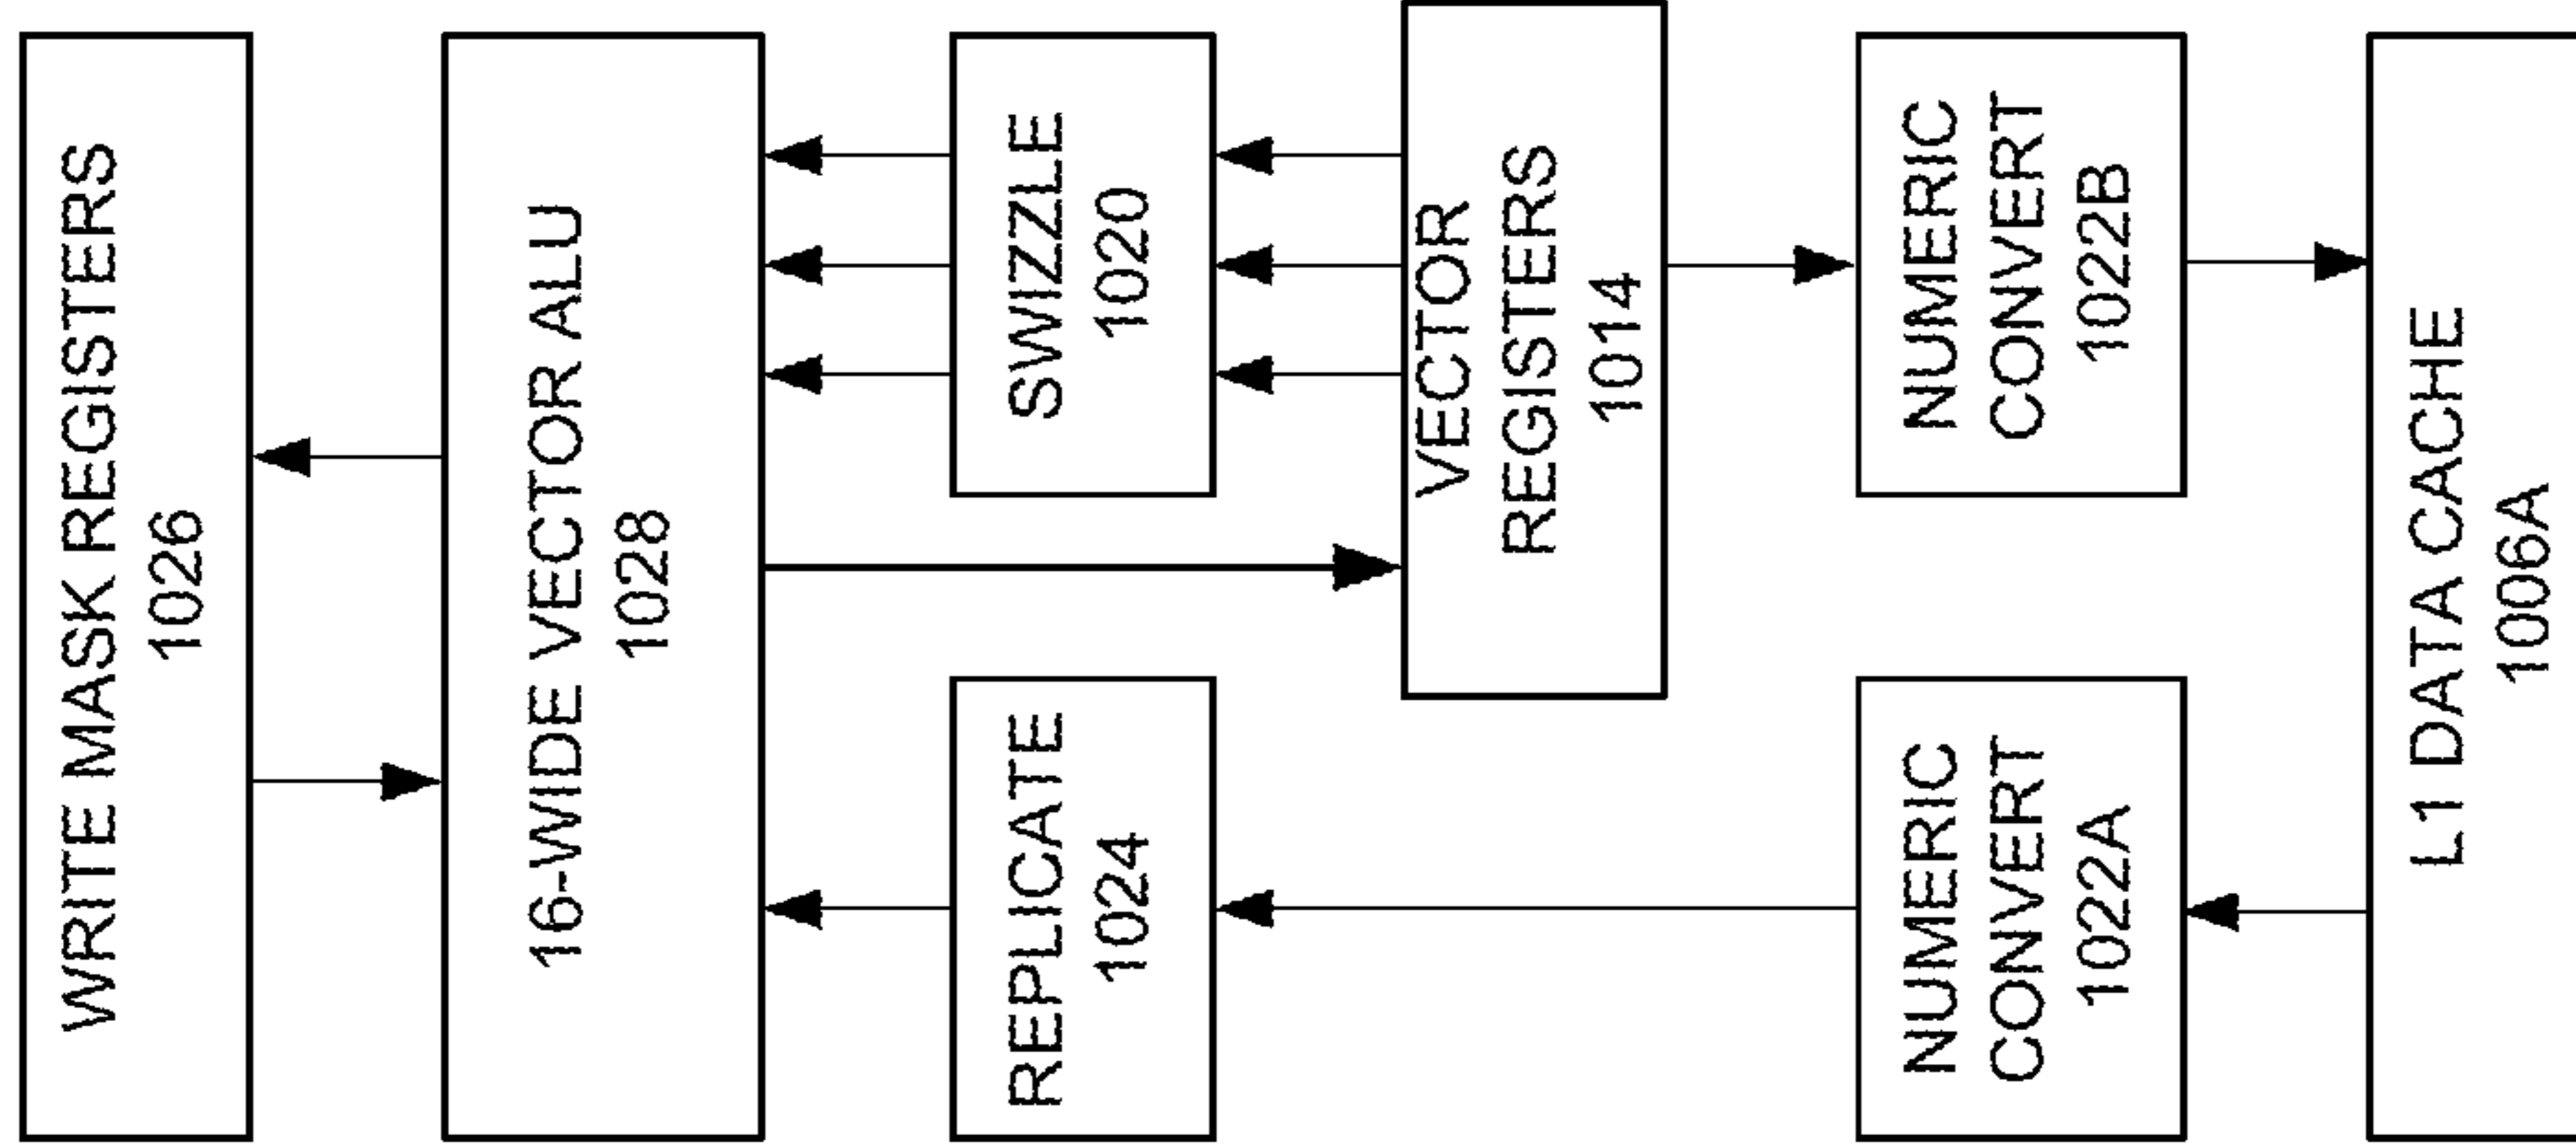 WRITE MASK REGISTERS
1026
16-WIDE VECTOR ALU
1028
REPLICATE
1024
SWIZZLE
1020
VECTOR
REGISTERS
1014
NUMERIC
CONVERT
1022A
NUMERIC
CONVERT
1022B
L1 DATA CACHE
1006A